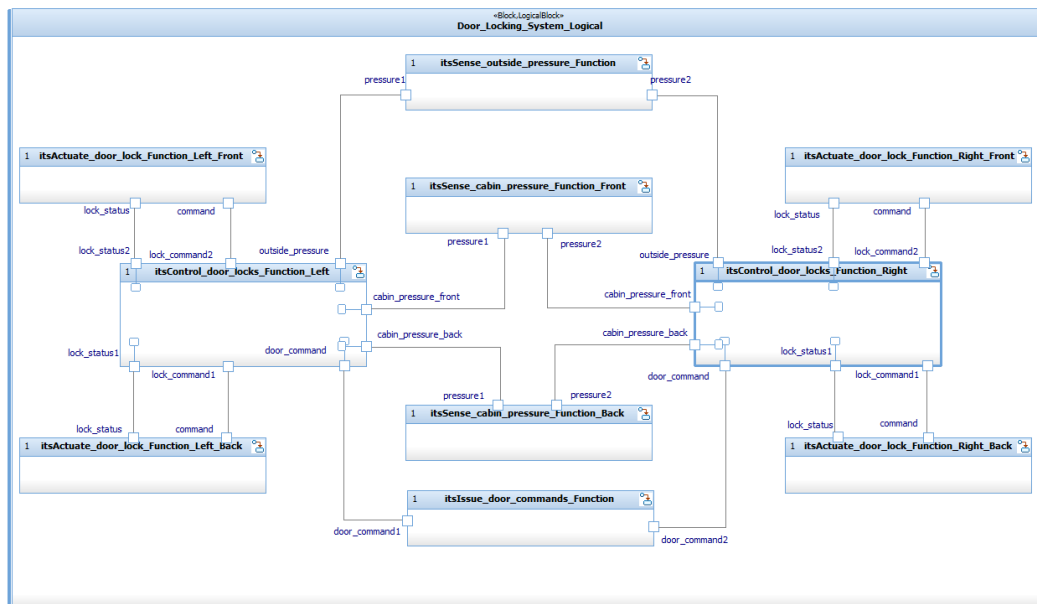 «Block,LogicalBlock»
Door_Locking_System_Logical
1 itsSense_outside_pressure_Function
pressure1
pressure2
1 itsActuate_door_lock_Function_Left_Front
lock_status
command
1 itsSense_cabin_pressure_Function_Front
pressure1
pressure2
1 itsActuate_door_lock_Function_Right_Front
lock_status
command
lock_status2
lock_command2
outside_pressure
1 itsControl_door_locks_Function_Left
cabin_pressure_front
cabin_pressure_back
door_command
lock_status1
lock_command1
outside_pressure
lock_status2
lock_command2
1 itsControl_door_locks_Function_Right
cabin_pressure_front
cabin_pressure_back
lock_status1
door_command
lock_command1
pressure1
pressure2
1 itsSense_cabin_pressure_Function_Back
lock_status
command
1 itsActuate_door_lock_Function_Left_Back
lock_status
command
1 itsActuate_door_lock_Function_Right_Back
1 itsIssue_door_commands_Function
door_command1
door_command2